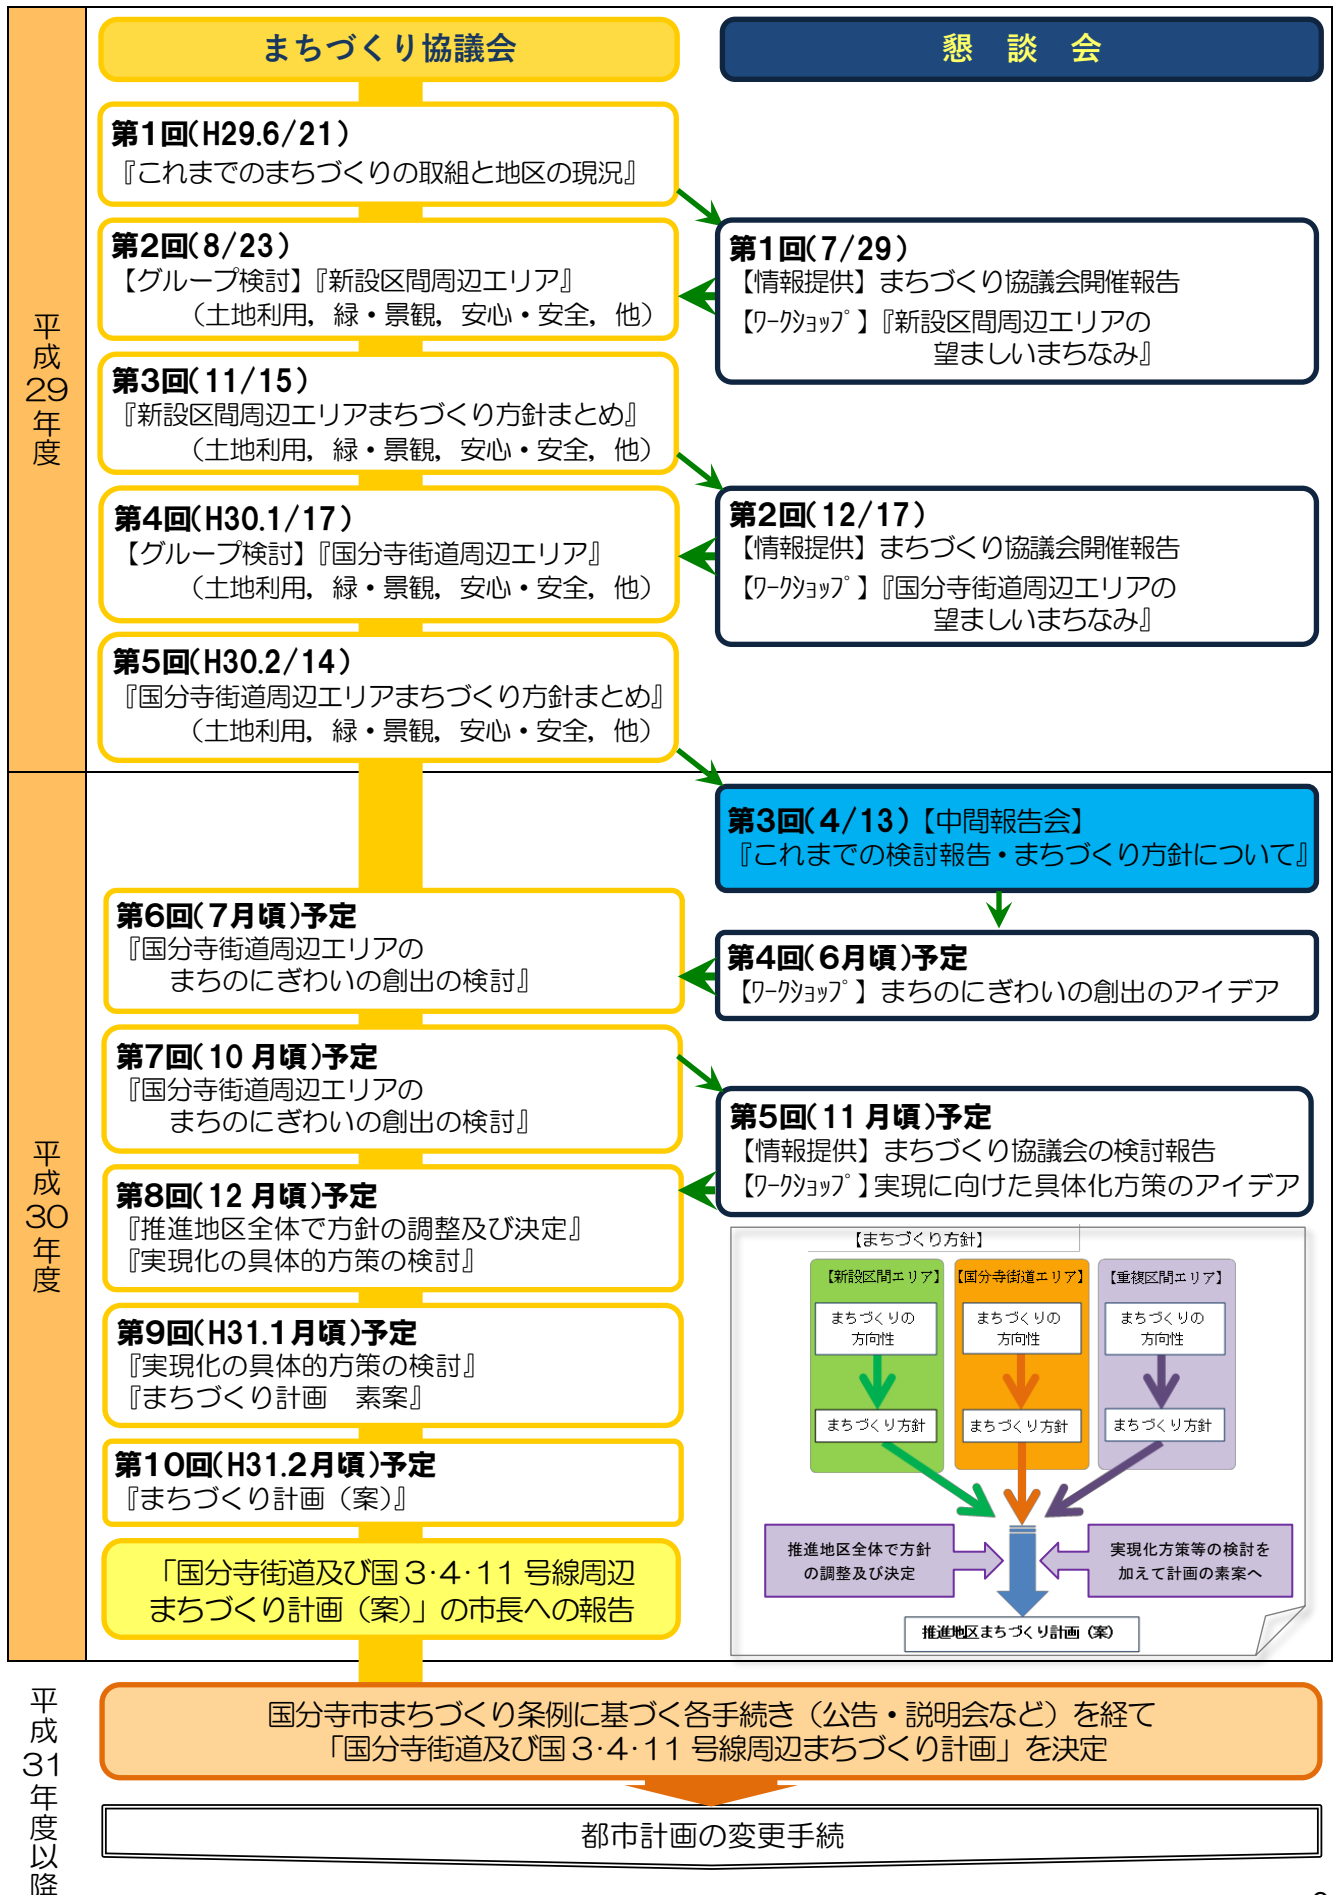 まちづくり協議会
懇　談　会
平成29年度
第1回(H29.6/21)
『これまでのまちづくりの取組と地区の現況』
第2回(8/23)
【グループ検討】『新設区間周辺エリア』
（土地利用，緑・景観，安心・安全，他）
第1回(7/29)
【情報提供】まちづくり協議会開催報告
【ﾜｰｸｼｮｯﾌﾟ】『新設区間周辺エリアの
望ましいまちなみ』
第3回(11/15)
『新設区間周辺エリアまちづくり方針まとめ』
（土地利用，緑・景観，安心・安全，他）
第4回(H30.1/17)
【グループ検討】『国分寺街道周辺エリア』
（土地利用，緑・景観，安心・安全，他）
第2回(12/17)
【情報提供】まちづくり協議会開催報告
【ﾜｰｸｼｮｯﾌﾟ】『国分寺街道周辺エリアの
望ましいまちなみ』
第5回(H30.2/14)
『国分寺街道周辺エリアまちづくり方針まとめ』
（土地利用，緑・景観，安心・安全，他）
平成30年度
第3回(4/13)【中間報告会】
『これまでの検討報告・まちづくり方針について』
第6回(7月頃)予定
『国分寺街道周辺エリアの
まちのにぎわいの創出の検討』
第4回(6月頃)予定
【ﾜｰｸｼｮｯﾌﾟ】まちのにぎわいの創出のアイデア
第7回(10月頃)予定
『国分寺街道周辺エリアの
まちのにぎわいの創出の検討』
第5回(11月頃)予定
【情報提供】まちづくり協議会の検討報告
【ﾜｰｸｼｮｯﾌﾟ】実現に向けた具体化方策のアイデア
第8回(12月頃)予定
『推進地区全体で方針の調整及び決定』
『実現化の具体的方策の検討』
第9回(H31.1月頃)予定
『実現化の具体的方策の検討』
『まちづくり計画　素案』
第10回(H31.2月頃)予定
『まちづくり計画（案）』
「国分寺街道及び国3・4・11号線周辺
まちづくり計画（案）」の市長への報告
【まちづくり方針】
【新設区間エリア】
【国分寺街道エリア】
【重複区間エリア】
まちづくりの
方向性
まちづくりの
方向性
まちづくりの
方向性
まちづくり方針
まちづくり方針
まちづくり方針
推進地区全体で方針
の調整及び決定
実現化方策等の検討を
加えて計画の素案へ
推進地区まちづくり計画（案）
平成31年度以降
国分寺市まちづくり条例に基づく各手続き（公告・説明会など）を経て
「国分寺街道及び国3・4・11号線周辺まちづくり計画」を決定
都市計画の変更手続